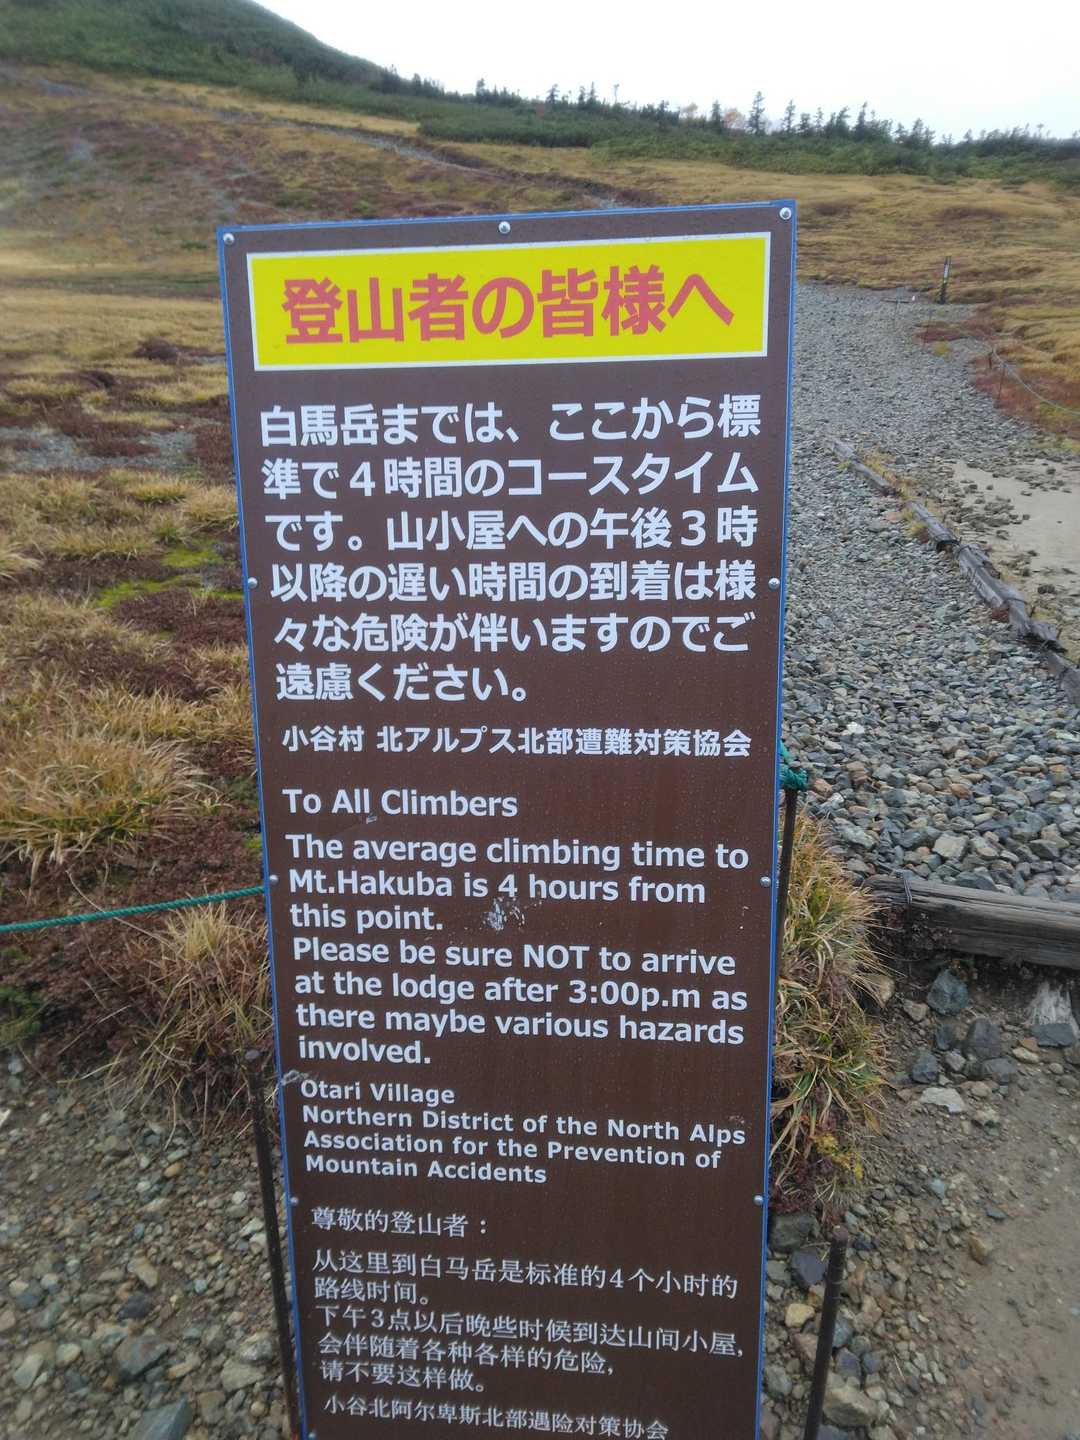 登山者の皆様へ
白馬岳までは、ここから標
準で４時間のコースタイム
です。山小屋への午後３時
以降の遅い時間の到着は様
々な危険が伴いますのでご
遠慮ください。
小谷村 北アルプス北部遭難対策協会
To All Climbers
The average climbing time to
Mt.Hakuba is 4 hours from
this point.
Please be sure NOT to arrive
at the lodge after 3:00p.m as
there maybe various hazards
involved.
Otari Village
Northern District of the North Alps
Association for the Prevention of
Mountain Accidents
尊敬的登山者：
从这里到白马岳是标准的4个小时的
路线时间。
下午3点以后晚些时候到达山间小屋,
会伴随着各种各样的危险,
请不要这样做。
小谷北阿尔卑斯北部遇险对策协会